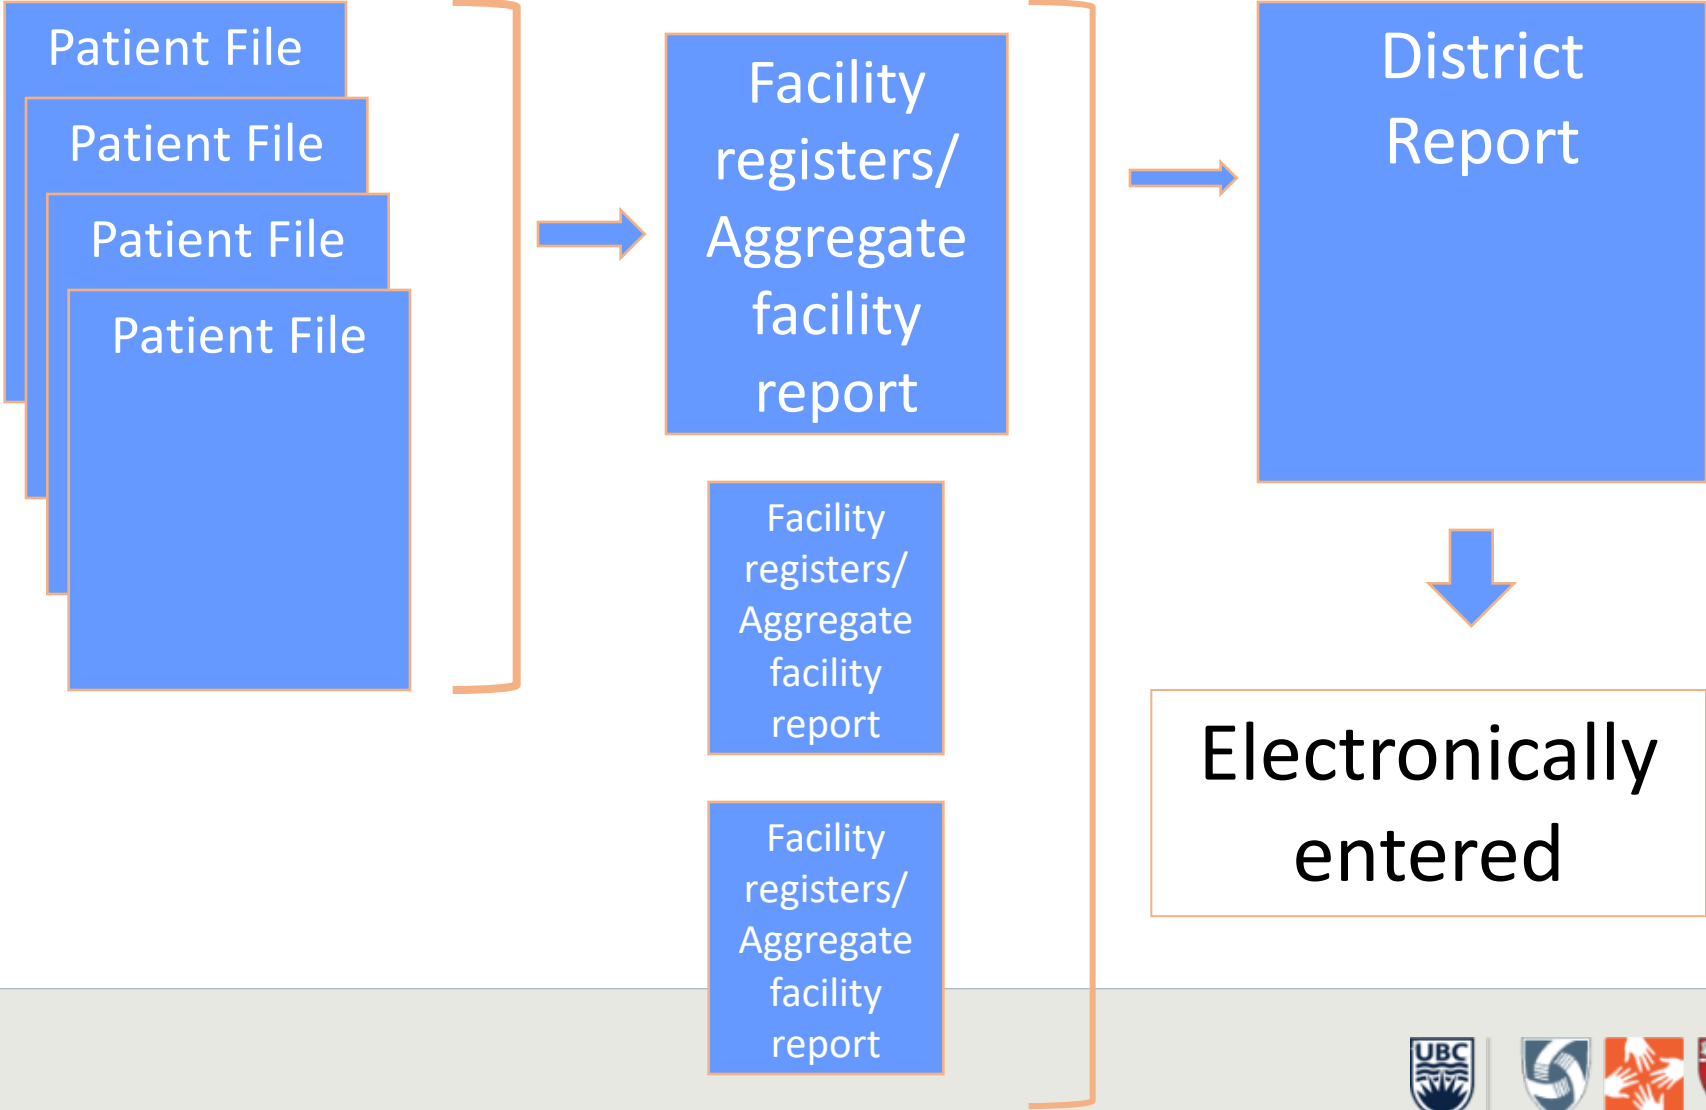 Patient File
Patient File
Patient File
Patient File
Facility
registers/
Aggregate
facility
report
Facility
registers/
Aggregate
facility
report
Facility
registers/
Aggregate
facility
report
District
Report
Electronically
entered
UBC